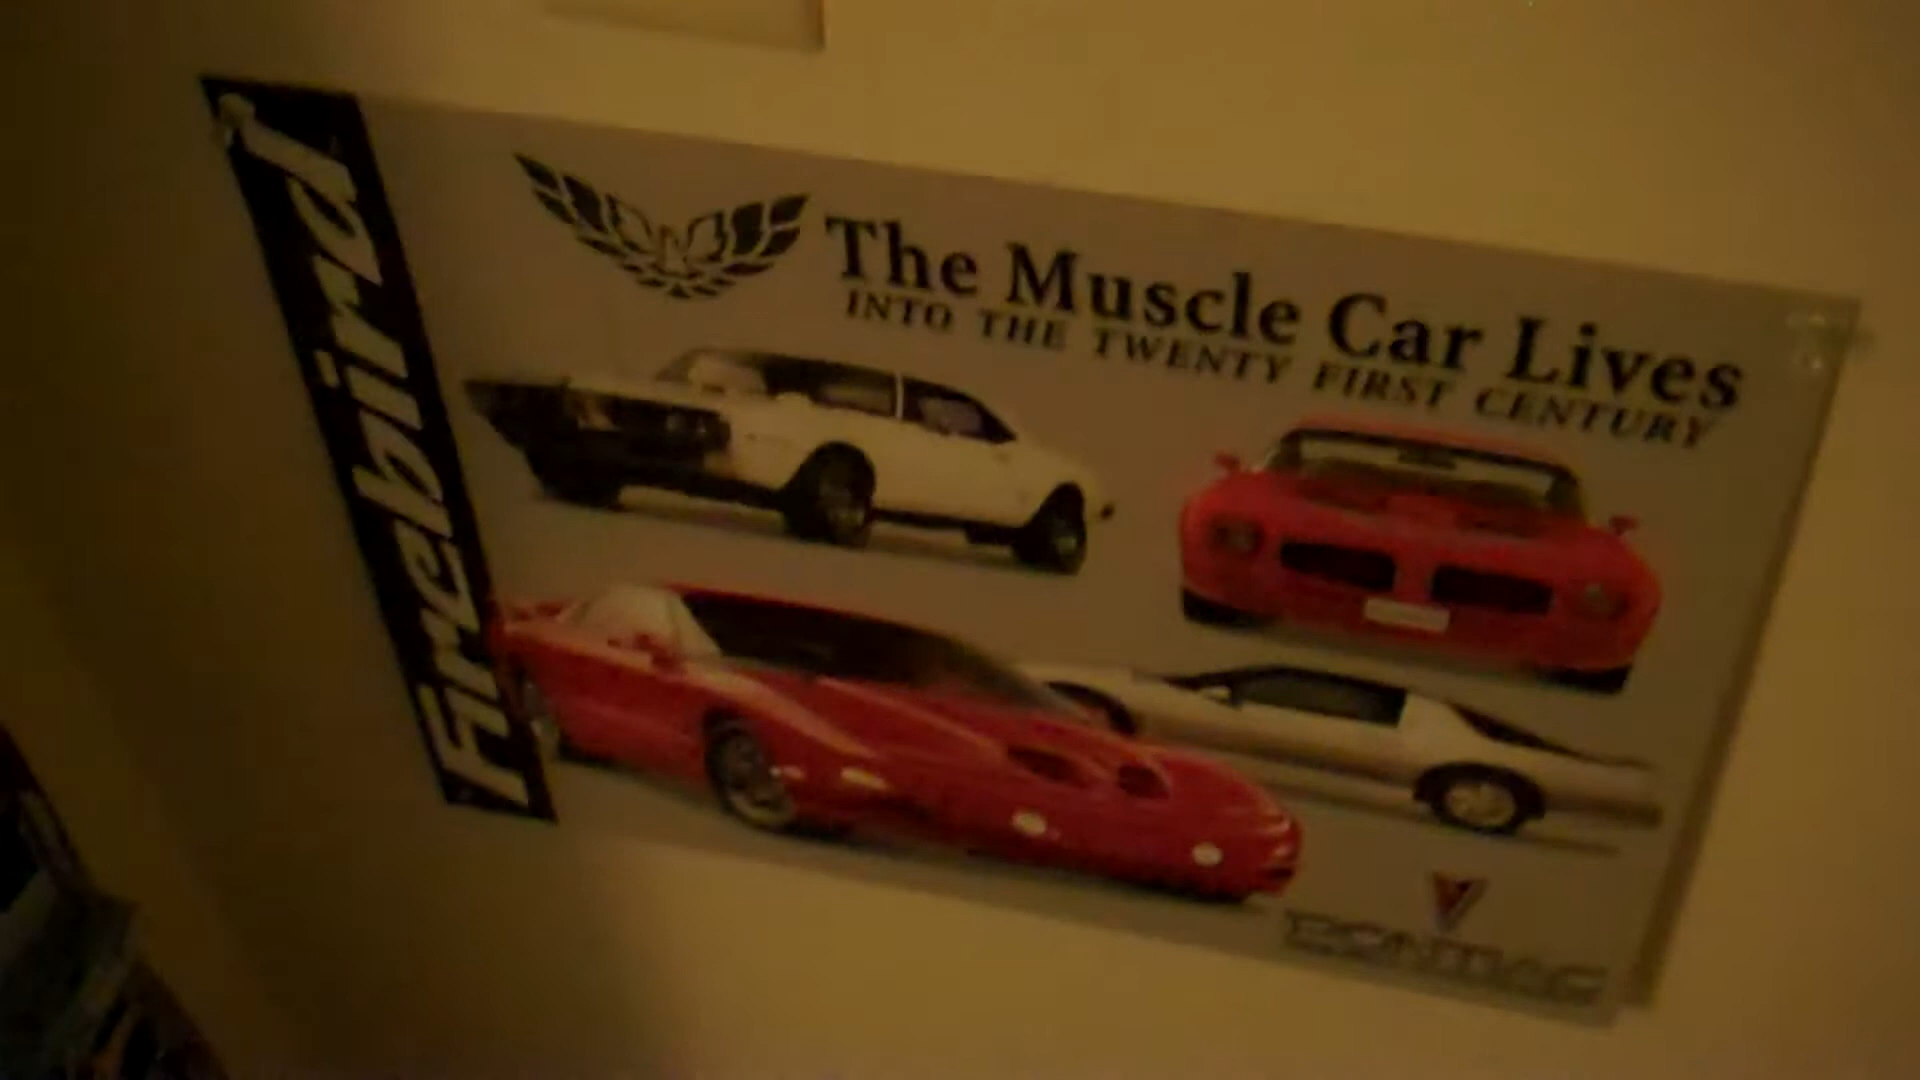 Firebird
The Muscle Car Lives
INTO THE TWENTY FIRST CENTURY
PONTIAC